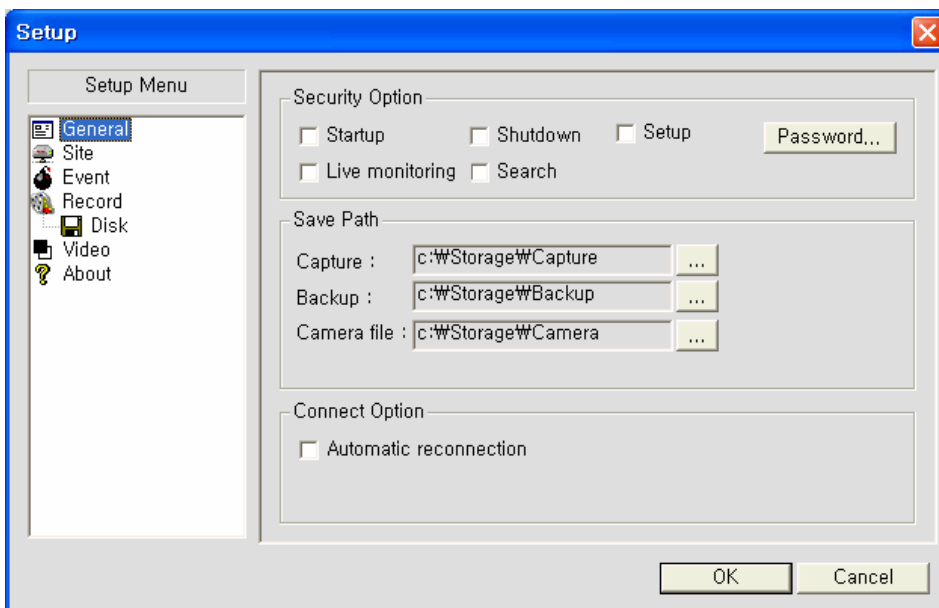 Setup
Setup Menu
General
Site
Event
Record
Disk
Video
About
Security Option
Startup
Shutdown
Setup
Password...
Live monitoring
Search
Save Path
Capture :
c:₩Storage₩Capture
...
Backup :
c:₩Storage₩Backup
...
Camera file :
c:₩Storage₩Camera
...
Connect Option
Automatic reconnection
OK
Cancel